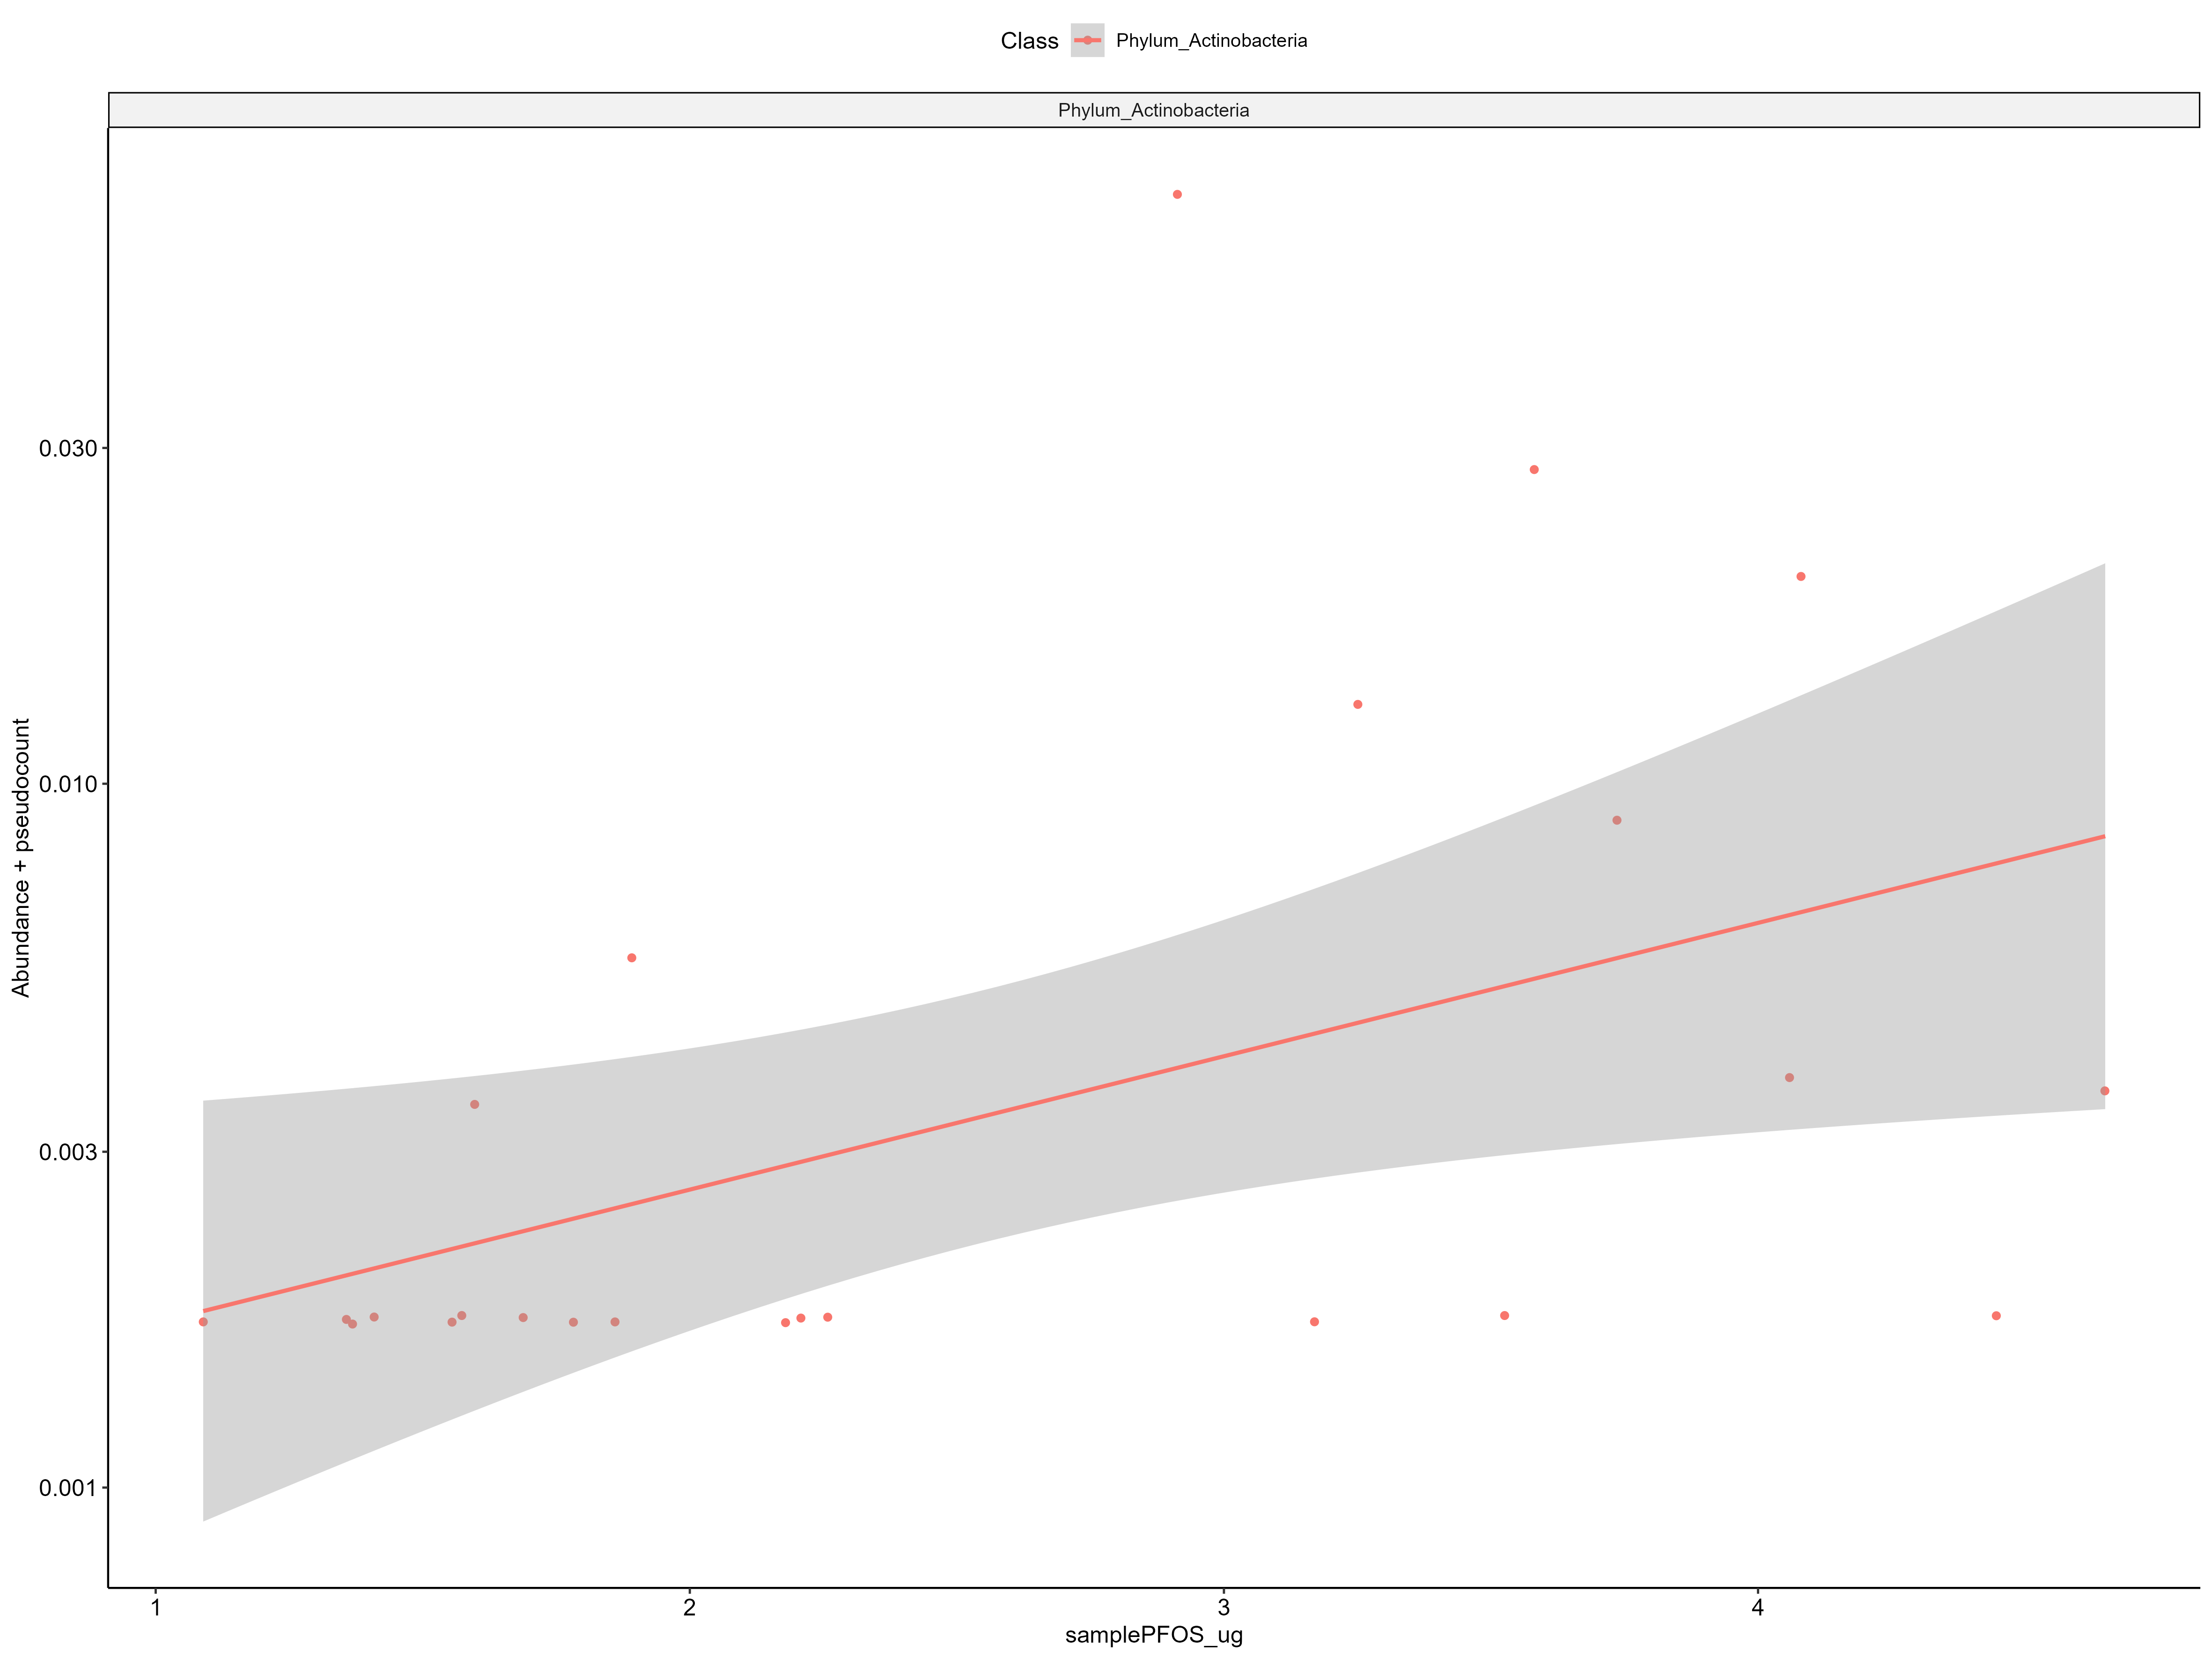 Class Phylum_Actinobacteria
Phylum_Actinobacteria
Abundance + pseudocount
0.030
0.010
0.003
0.001
1 2 3 4
samplePFOS_ug